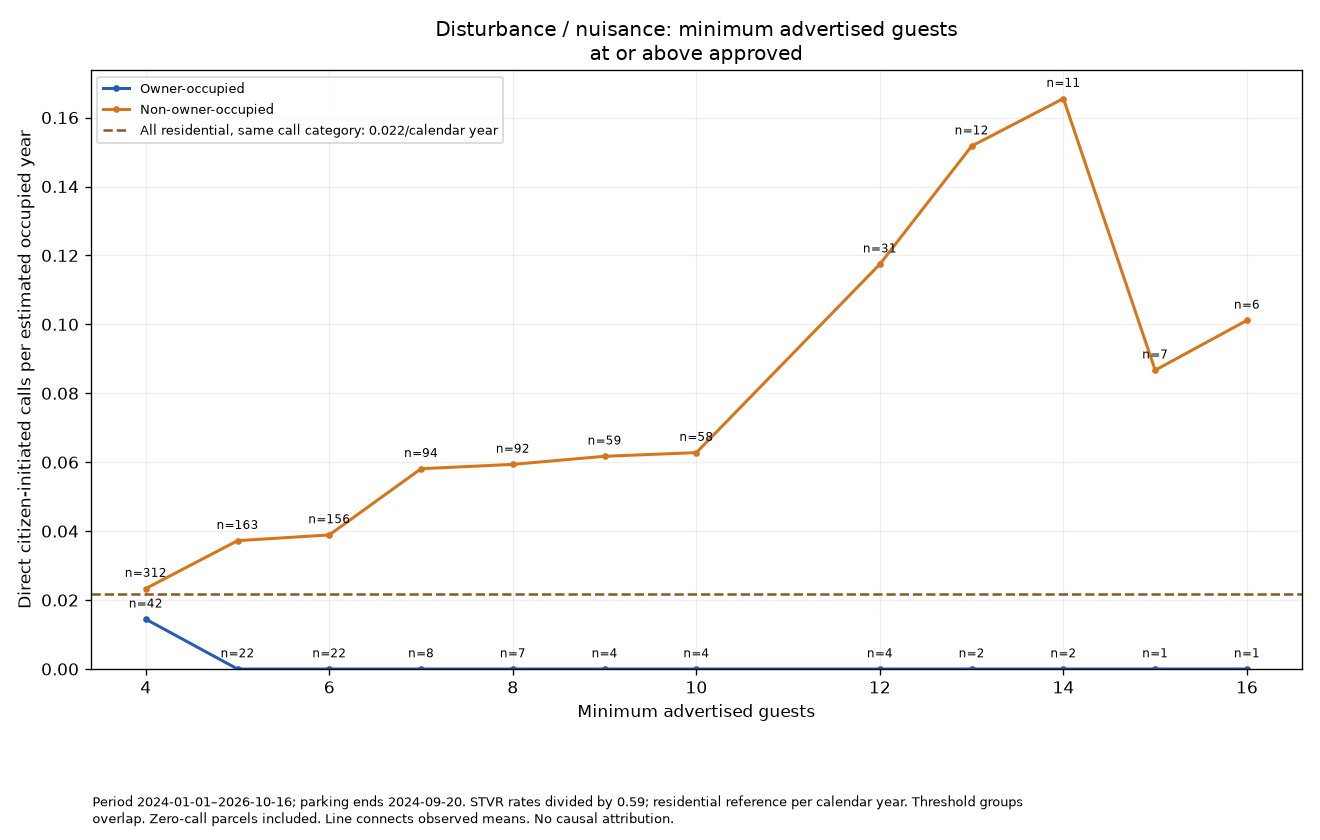 Disturbance / nuisance: minimum advertised guests
at or above approved
Owner-occupied
Non-owner-occupied
All residential, same call category: 0.022/calendar year
Direct citizen-initiated calls per estimated occupied year
0.16
0.14
0.12
0.10
0.08
0.06
0.04
0.02
0.00
n=312
n=163
n=156
n=94
n=92
n=59
n=58
n=31
n=12
n=11
n=7
n=6
n=42
n=22
n=22
n=8
n=7
n=4
n=4
n=4
n=2
n=2
n=1
n=1
4
6
8
10
12
14
16
Minimum advertised guests
Period 2024-01-01–2026-10-16; parking ends 2024-09-20. STVR rates divided by 0.59; residential reference per calendar year. Threshold groups
overlap. Zero-call parcels included. Line connects observed means. No causal attribution.